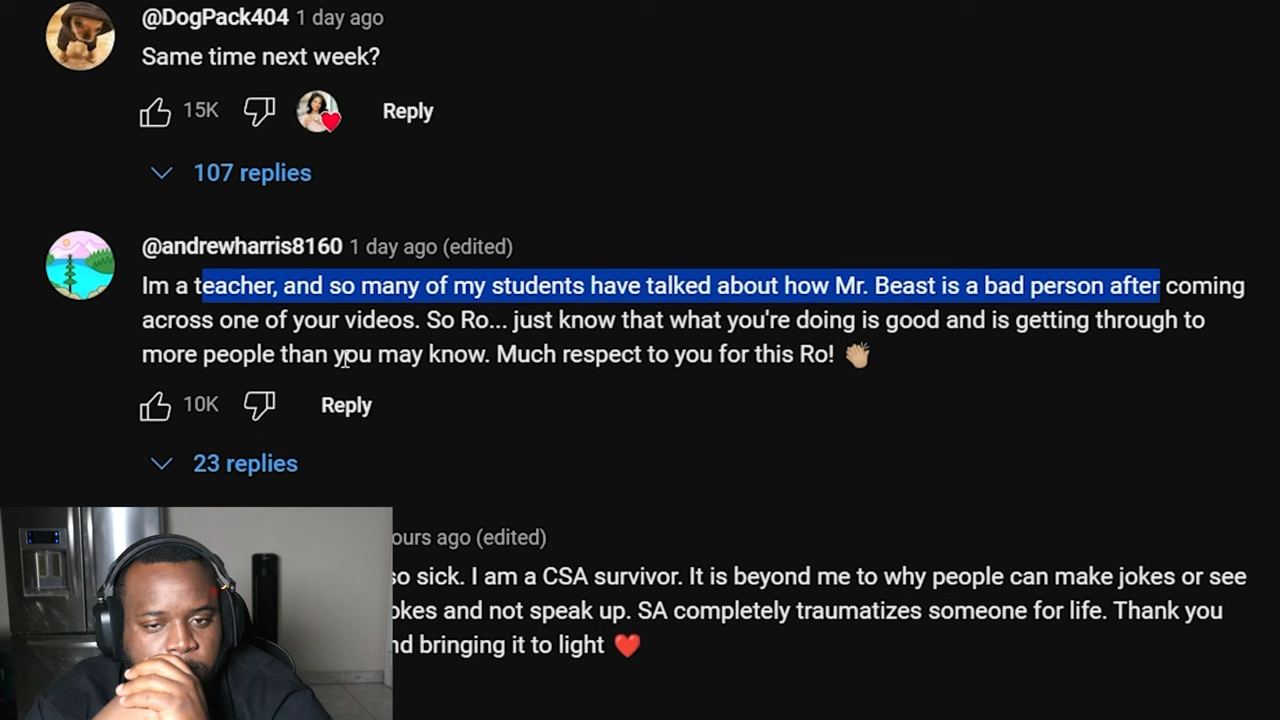 @DogPack404 1 day ago
Same time next week?
15K
Reply
107 replies
@andrewharris8160 1 day ago (edited)
Im a teacher, and so many of my students have talked about how Mr. Beast is a bad person after coming
across one of your videos. So Ro... just know that what you're doing is good and is getting through to
more people than you may know. Much respect to you for this Ro! 👏🏼
10K
Reply
23 replies
ours ago (edited)
so sick. I am a CSA survivor. It is beyond me to why people can make jokes or see
okes and not speak up. SA completely traumatizes someone for life. Thank you
nd bringing it to light ❤️